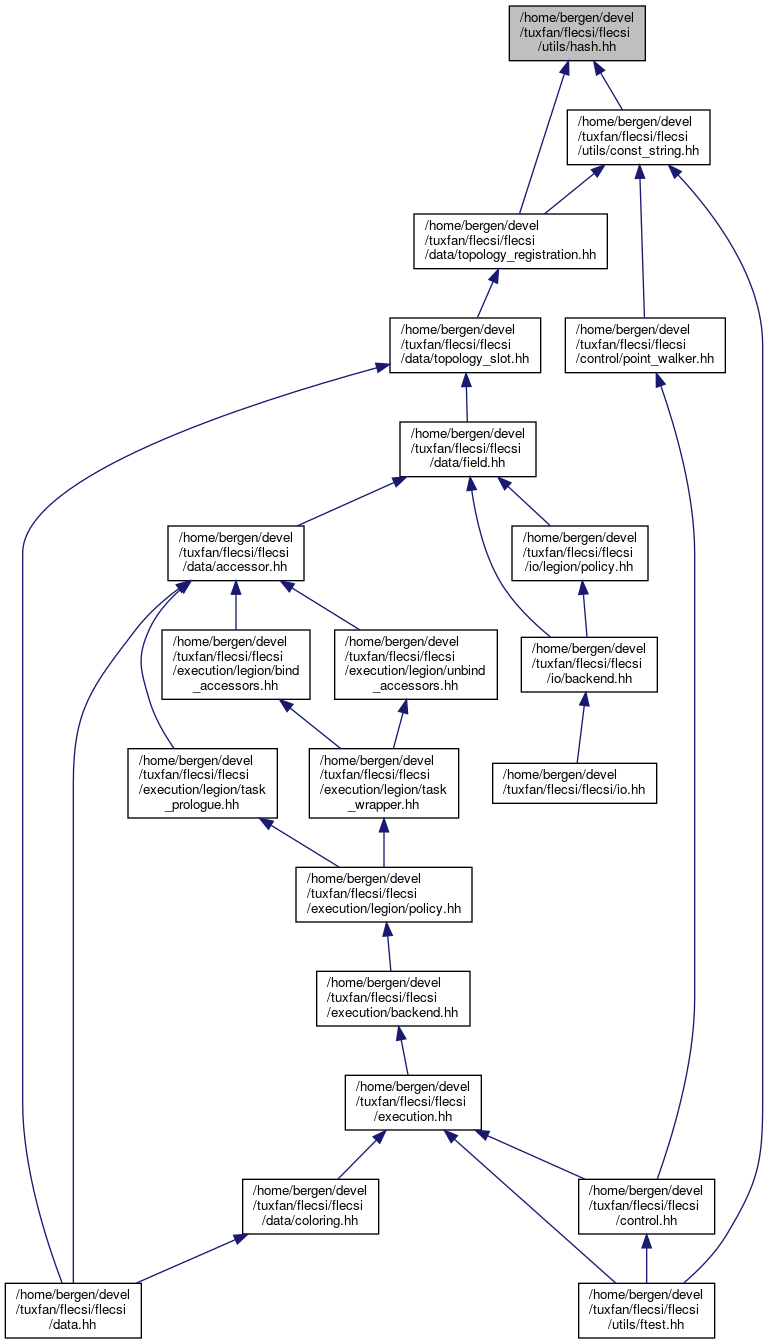 /home/bergen/devel
/tuxfan/flecsi/flecsi
/utils/hash.hh
/home/bergen/devel
/tuxfan/flecsi/flecsi
/utils/const_string.hh
/home/bergen/devel
/tuxfan/flecsi/flecsi
/data/topology_registration.hh
/home/bergen/devel
/tuxfan/flecsi/flecsi
/data/topology_slot.hh
/home/bergen/devel
/tuxfan/flecsi/flecsi
/control/point_walker.hh
/home/bergen/devel
/tuxfan/flecsi/flecsi
/data/field.hh
/home/bergen/devel
/tuxfan/flecsi/flecsi
/data/accessor.hh
/home/bergen/devel
/tuxfan/flecsi/flecsi
/io/legion/policy.hh
/home/bergen/devel
/tuxfan/flecsi/flecsi
/execution/legion/bind
_accessors.hh
/home/bergen/devel
/tuxfan/flecsi/flecsi
/execution/legion/unbind
_accessors.hh
/home/bergen/devel
/tuxfan/flecsi/flecsi
/io/backend.hh
/home/bergen/devel
/tuxfan/flecsi/flecsi
/execution/legion/task
_prologue.hh
/home/bergen/devel
/tuxfan/flecsi/flecsi
/execution/legion/task
_wrapper.hh
/home/bergen/devel
/tuxfan/flecsi/flecsi/io.hh
/home/bergen/devel
/tuxfan/flecsi/flecsi
/execution/legion/policy.hh
/home/bergen/devel
/tuxfan/flecsi/flecsi
/execution/backend.hh
/home/bergen/devel
/tuxfan/flecsi/flecsi
/execution.hh
/home/bergen/devel
/tuxfan/flecsi/flecsi
/data/coloring.hh
/home/bergen/devel
/tuxfan/flecsi/flecsi
/control.hh
/home/bergen/devel
/tuxfan/flecsi/flecsi
/data.hh
/home/bergen/devel
/tuxfan/flecsi/flecsi
/utils/ftest.hh